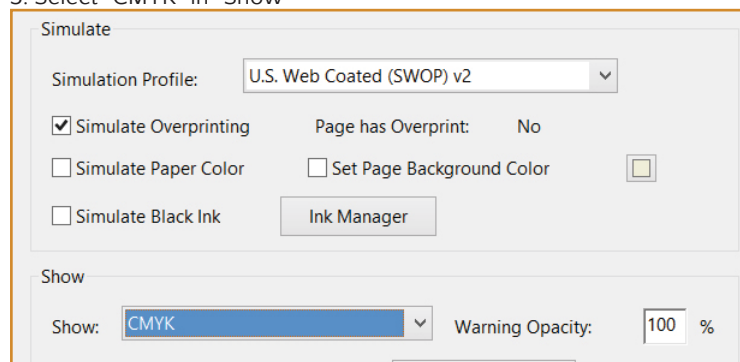 3. Select "CMYK" in "Show"
Simulate
Simulation Profile: U.S. Web Coated (SWOP) v2
Simulate Overprinting Page has Overprint: No
Simulate Paper Color Set Page Background Color
Simulate Black Ink Ink Manager
Show
Show: CMYK Warning Opacity: 100 %